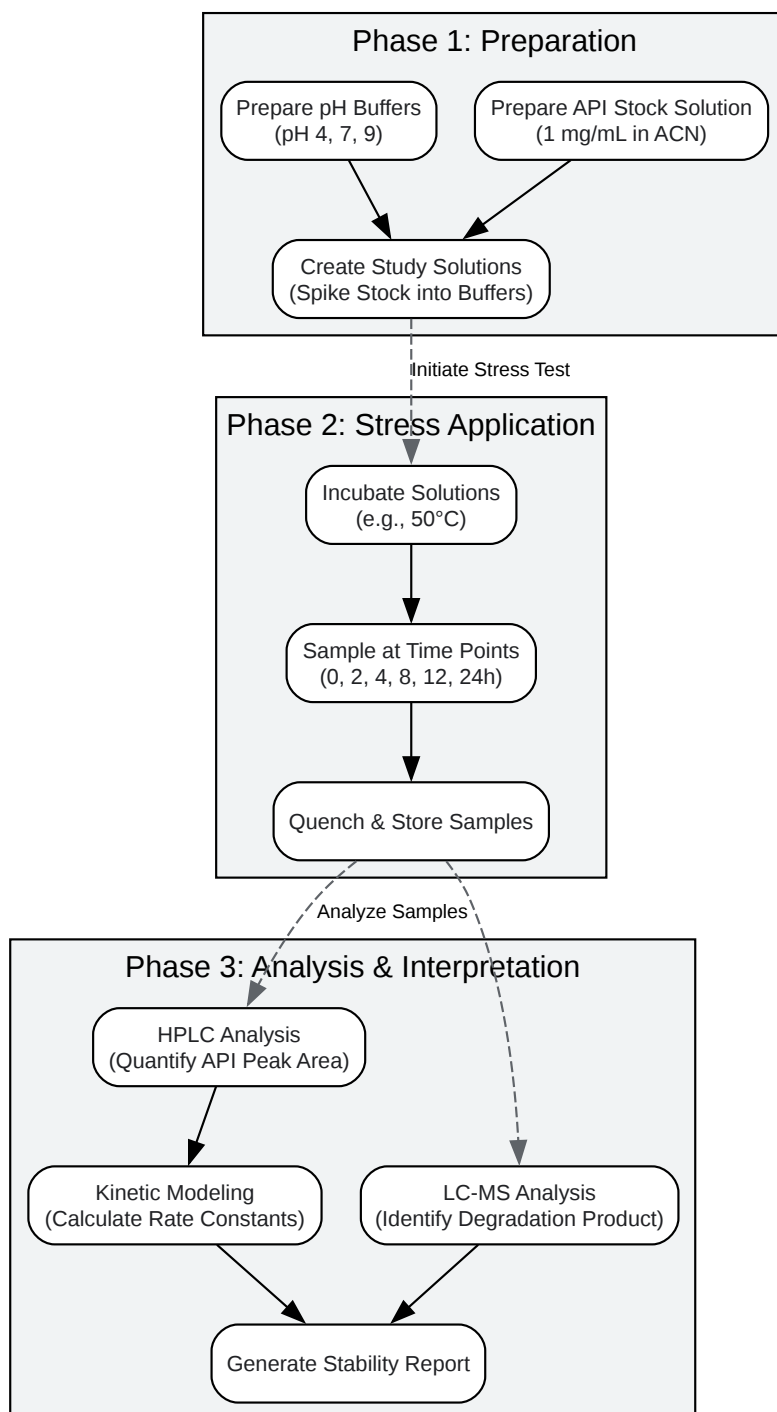 Phase 1: Preparation
Prepare pH Buffers
(pH 4, 7, 9)
Prepare API Stock Solution
(1 mg/mL in ACN)
Create Study Solutions
(Spike Stock into Buffers)
Initiate Stress Test
Phase 2: Stress Application
Incubate Solutions
(e.g., 50°C)
Sample at Time Points
(0, 2, 4, 8, 12, 24h)
Quench & Store Samples
Analyze Samples
Phase 3: Analysis & Interpretation
HPLC Analysis
(Quantify API Peak Area)
Kinetic Modeling
(Calculate Rate Constants)
LC-MS Analysis
(Identify Degradation Product)
Generate Stability Report